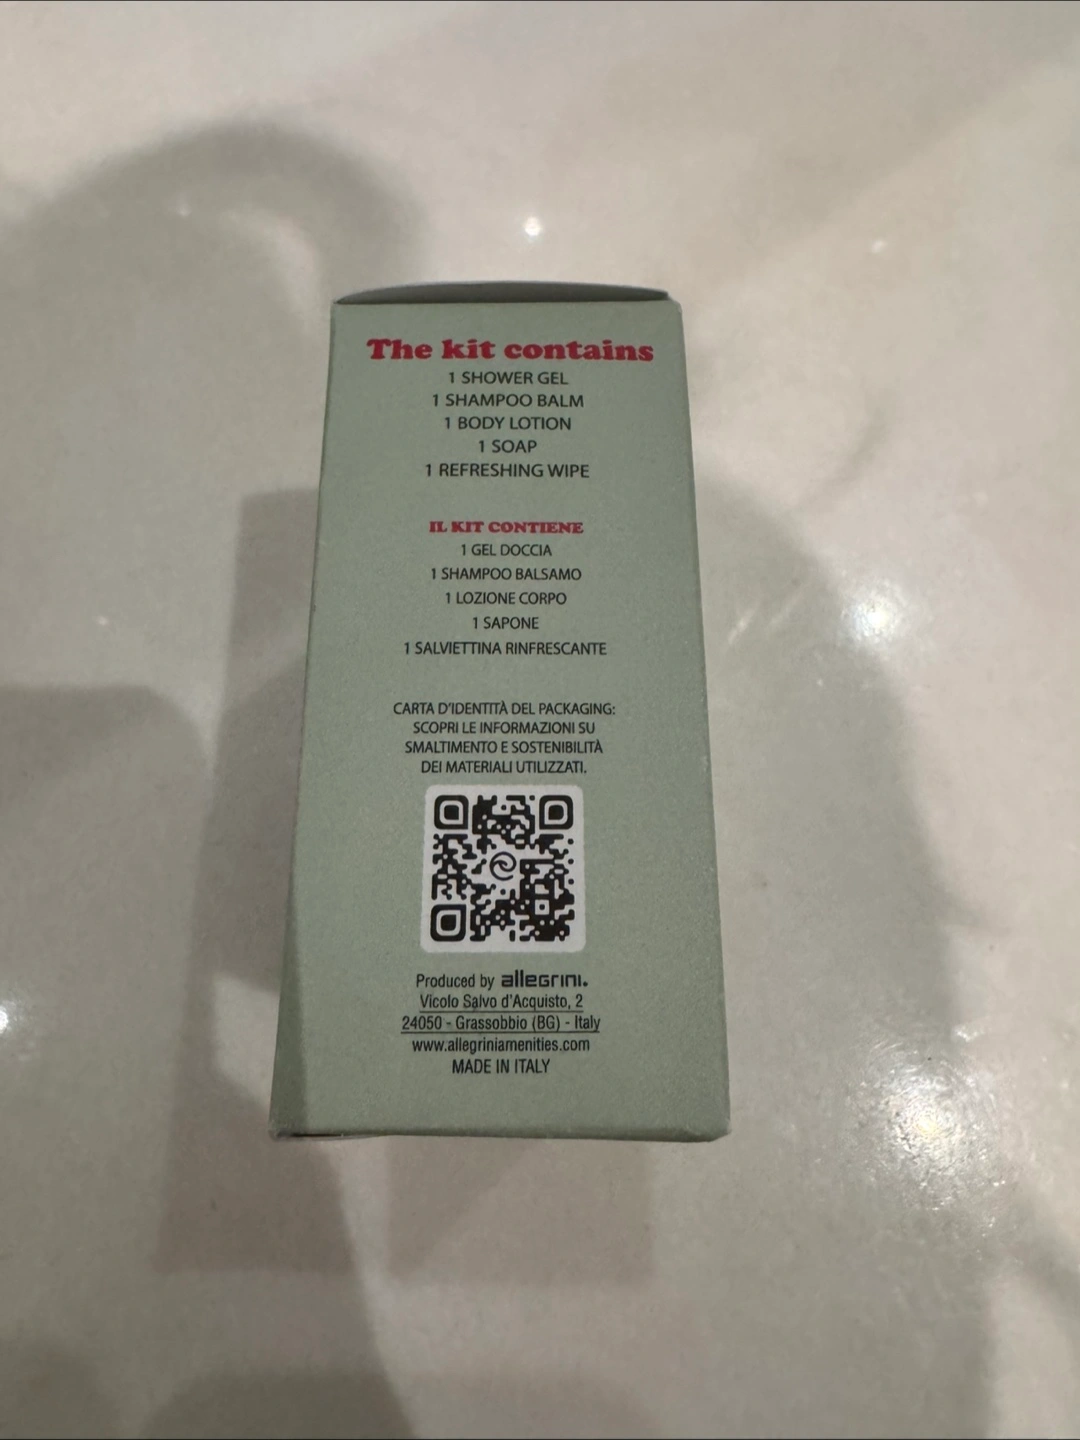 The kit contains
1 SHOWER GEL
1 SHAMPOO BALM
1 BODY LOTION
1 SOAP
1 REFRESHING WIPE
IL KIT CONTIENE
1 GEL DOCCIA
1 SHAMPOO BALSAMO
1 LOZIONE CORPO
1 SAPONE
1 SALVIETTINA RINFRESCANTE
CARTA D'IDENTITÀ DEL PACKAGING:
SCOPRI LE INFORMAZIONI SU
SMALTIMENTO E SOSTENIBILITÀ
DEI MATERIALI UTILIZZATI.
Produced by allegrini.
Vicolo Salvo d'Acquisto, 2
24050 - Grassobbio (BG) - Italy
www.allegriniamenities.com
MADE IN ITALY